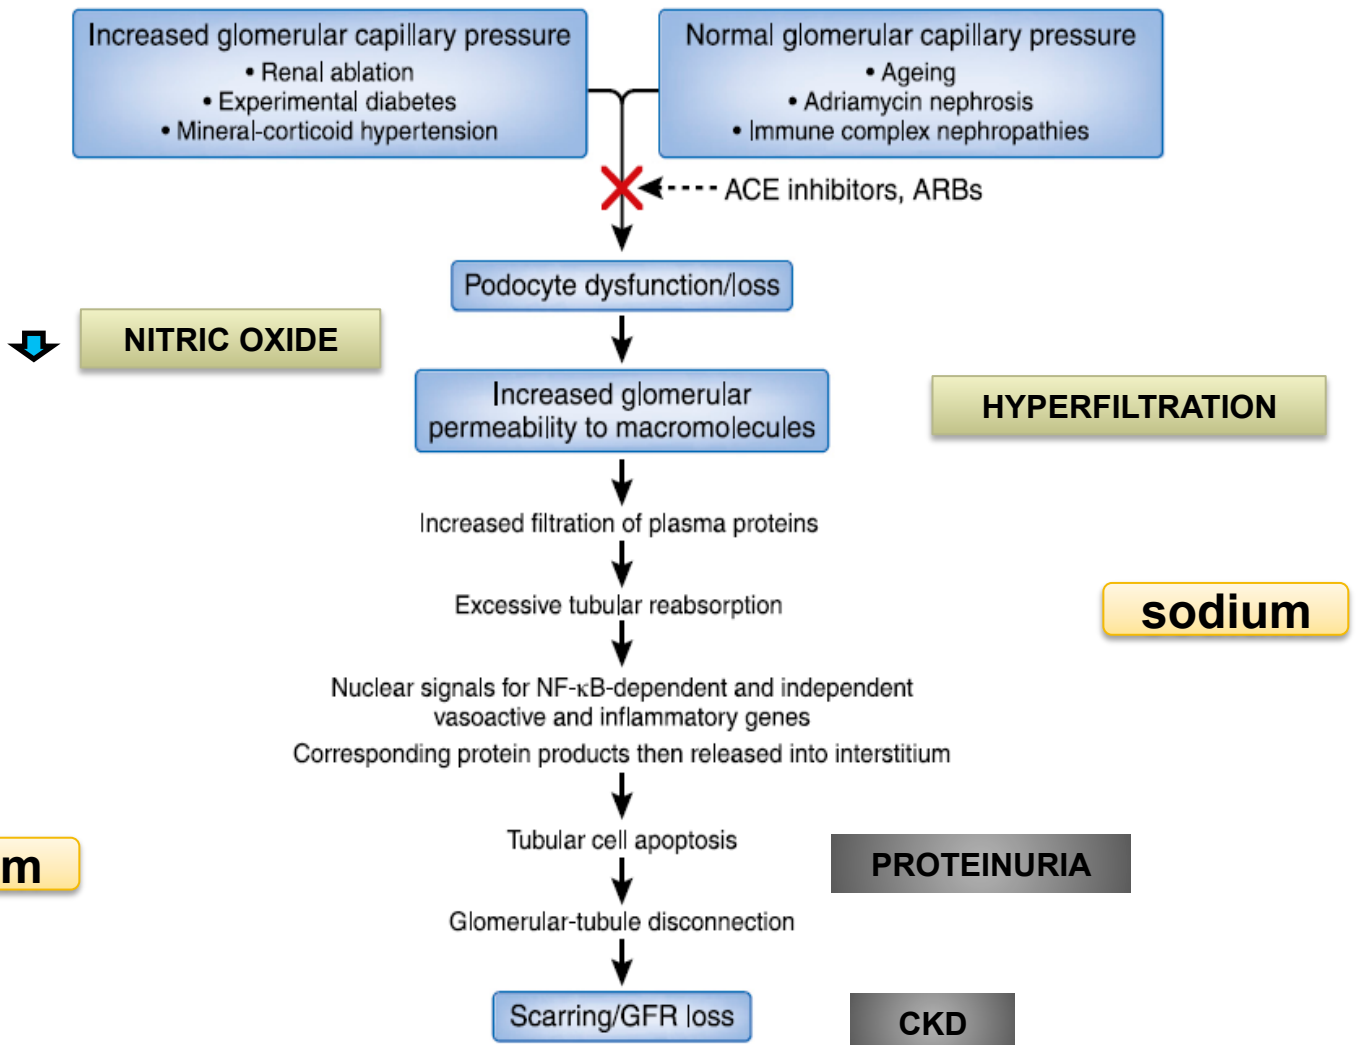 Increased glomerular capillary pressure
• Renal ablation
• Experimental diabetes
• Mineral-corticoid hypertension
Normal glomerular capillary pressure
• Ageing
• Adriamycin nephrosis
• Immune complex nephropathies
ACE inhibitors, ARBs
Podocyte dysfunction/loss
NITRIC OXIDE
Increased glomerular
permeability to macromolecules
HYPERFILTRATION
Increased filtration of plasma proteins
Excessive tubular reabsorption
sodium
Nuclear signals for NF-κB-dependent and independent
vasoactive and inflammatory genes
Corresponding protein products then released into interstitium
Tubular cell apoptosis
PROTEINURIA
m
Glomerular-tubule disconnection
Scarring/GFR loss
CKD